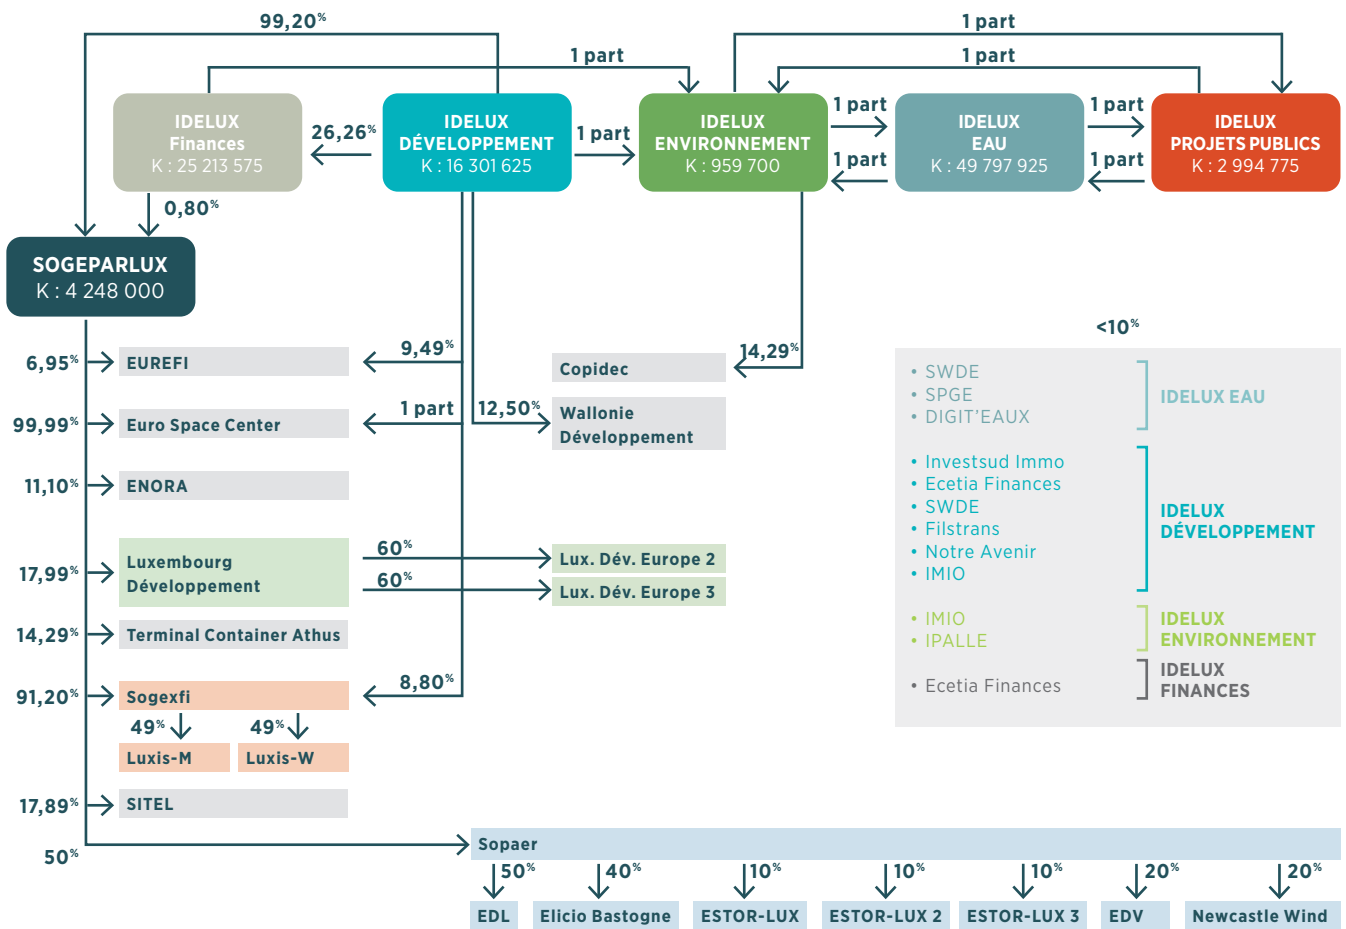 99,20%
1 part
1 part
1 part
IDELUX
Finances
K : 25 213 575
26,26%
IDELUX
DÉVELOPPEMENT
K : 16 301 625
1 part
IDELUX
ENVIRONNEMENT
K : 959 700
1 part
1 part
IDELUX
EAU
K : 49 797 925
1 part
1 part
IDELUX
PROJETS PUBLICS
K : 2 994 775
0,80%
SOGEPARLUX
K : 4 248 000
6,95%
EUREFI
9,49%
99,99%
Euro Space Center
1 part
12,50%
11,10%
ENORA
14,29%
Copidec
Wallonie
Développement
17,99%
Luxembourg
Développement
60%
60%
Lux. Dév. Europe 2
Lux. Dév. Europe 3
14,29%
Terminal Container Athus
91,20%
Sogexfi
8,80%
49%
49%
Luxis-M
Luxis-W
17,89%
SITEL
<10%
• SWDE
• SPGE
• DIGIT'EAUX
IDELUX EAU
• Investsud Immo
• Ecetia Finances
• SWDE
• Filstrans
• Notre Avenir
• IMIO
IDELUX
DÉVELOPPEMENT
• IMIO
• IPALLE
IDELUX
ENVIRONNEMENT
• Ecetia Finances
IDELUX
FINANCES
50%
Sopaer
50%
40%
10%
10%
10%
20%
20%
EDL
Elicio Bastogne
ESTOR-LUX
ESTOR-LUX 2
ESTOR-LUX 3
EDV
Newcastle Wind